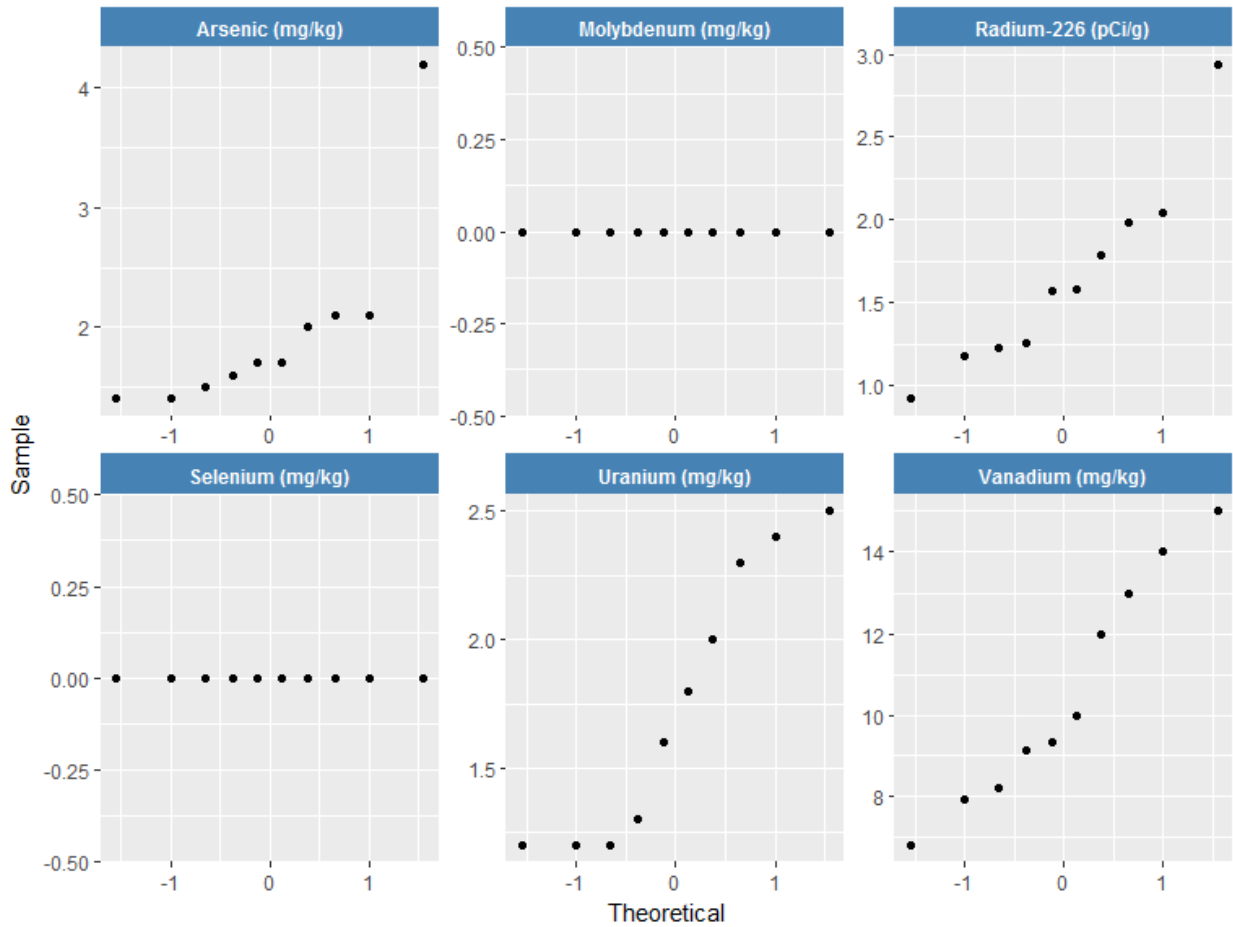 Arsenic (mg/kg)
Molybdenum (mg/kg)
Radium-226 (pCi/g)
4
3
2
-1 0 1
0.50
0.25
0.00
-0.25
-0.50
-1 0 1
3.0
2.5
2.0
1.5
1.0
-1 0 1
Sample
Selenium (mg/kg)
Uranium (mg/kg)
Vanadium (mg/kg)
0.50
0.25
0.00
-0.25
-0.50
-1 0 1
2.5
2.0
1.5
-1 0 1
14
12
10
8
-1 0 1
Theoretical